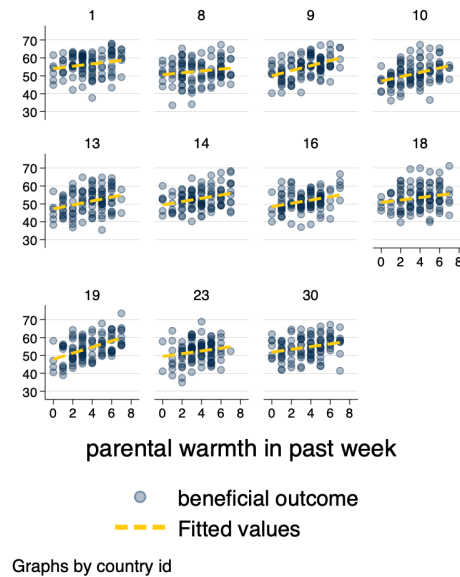 1 8 9 10
70
60
50
40
30
13 14 16 18
70
60
50
40
30
0 2 4 6 8
19 23 30
70
60
50
40
30
0 2 4 6 8 0 2 4 6 8 0 2 4 6 8
parental warmth in past week
beneficial outcome
Fitted values
Graphs by country id